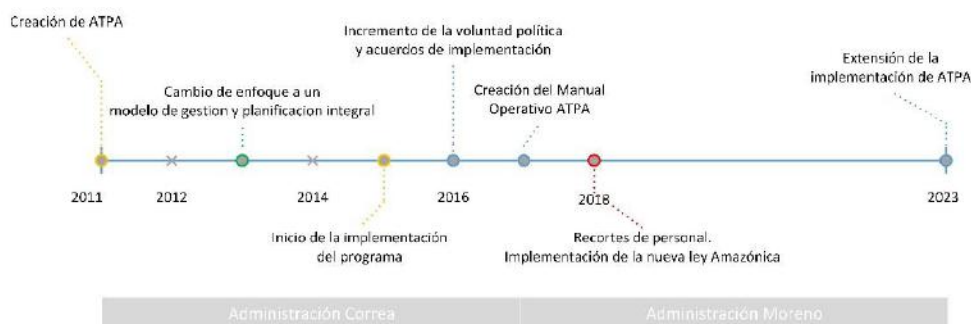 Creación de ATPA
Incremento de la voluntad política
y acuerdos de implementación
Extensión de la
implementación de ATPA
Cambio de enfoque a un
modelo de gestion y planificacion integral
Creación del Manual
Operativo ATPA
2011
2012
2014
2016
2018
2023
Inicio de la implementación
del programa
Recortes de personal.
Implementación de la nueva ley Amazónica
Administración Correa
Administración Moreno